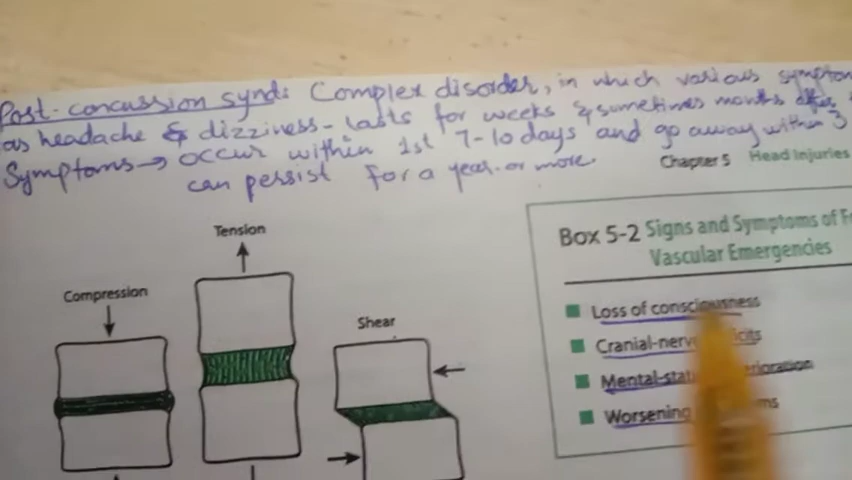 Post-concussion synd: Complex disorder, in which various symptom
as headache & dizziness - lasts for weeks & sometimes months after
Symptoms → occur within 1st 7-10 days and go away within 3
can persist for a year or more.
Chapter 5 Head Injuries
Tension
Compression
Shear
Box 5-2 Signs and Symptoms of
Vascular Emergencies
Loss of consciousness
Cranial-nerve
Mental-status
Worsening